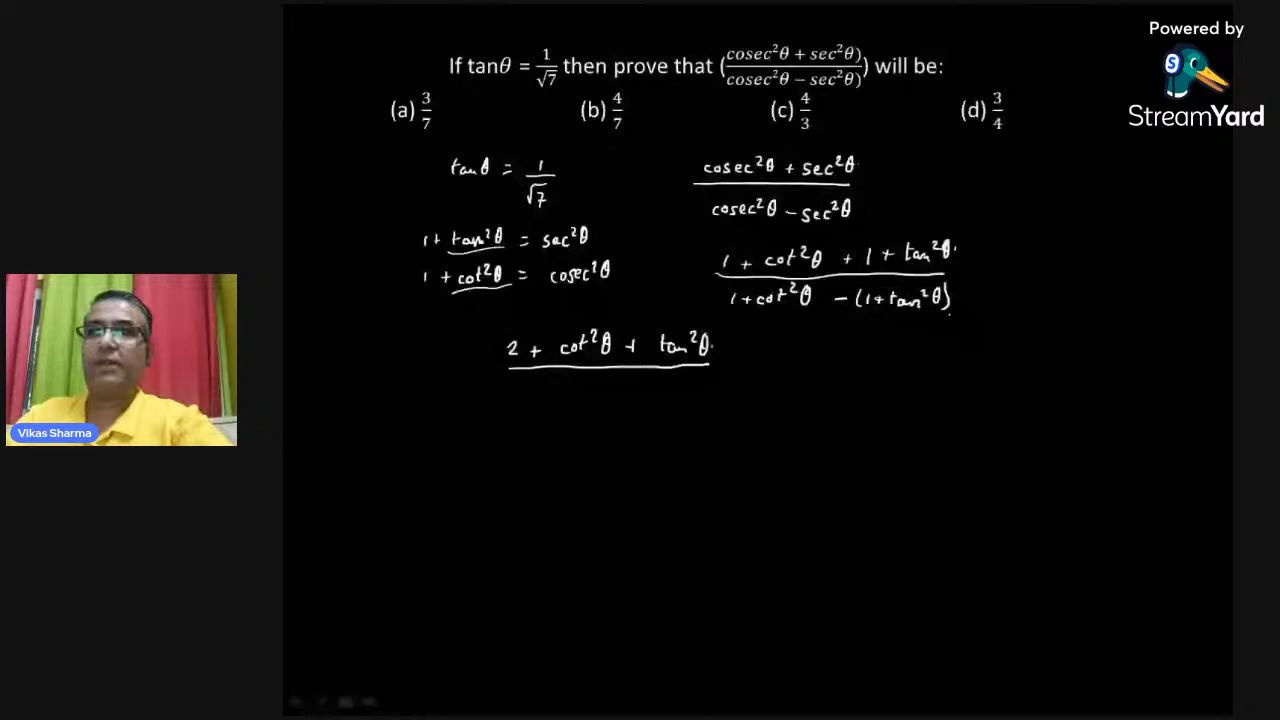 Powered by
StreamYard
If tanθ = 1/√7 then prove that (cosec²θ + sec²θ)/(cosec²θ − sec²θ)) will be:
(a) 3/7 (b) 4/7 (c) 4/3 (d) 3/4
tanθ = 1/√7
cosec²θ + sec²θ
cosec²θ − sec²θ
1 + tan²θ = sec²θ
1 + cot²θ = cosec²θ
1 + cot²θ + 1 + tan²θ
1 + cot²θ − (1 + tan²θ)
2 + cot²θ + tan²θ
Vikas Sharma